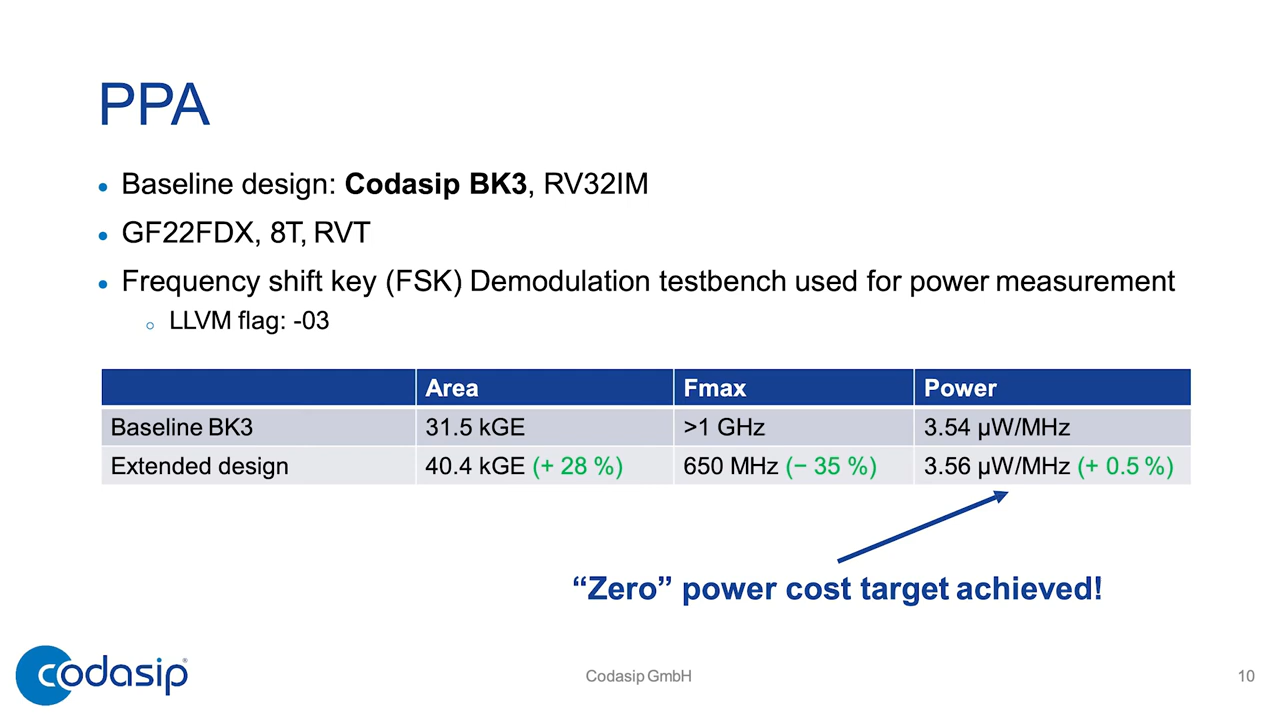 PPA
• Baseline design: Codasip BK3, RV32IM
• GF22FDX, 8T, RVT
• Frequency shift key (FSK) Demodulation testbench used for power measurement
○ LLVM flag: -03
Area Fmax Power
Baseline BK3 31.5 kGE >1 GHz 3.54 µW/MHz
Extended design 40.4 kGE (+ 28 %) 650 MHz (− 35 %) 3.56 µW/MHz (+ 0.5 %)
“Zero” power cost target achieved!
codasip®
Codasip GmbH
10